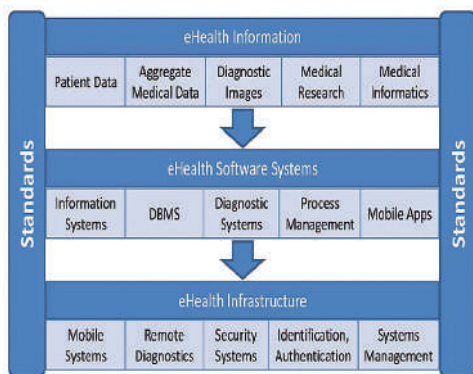 Standards
eHealth Information
Patient Data
Aggregate
Medical Data
Diagnostic
Images
Medical
Research
Medical
Informatics
eHealth Software Systems
Information
Systems
DBMS
Diagnostic
Systems
Process
Management
Mobile Apps
eHealth Infrastructure
Mobile
Systems
Remote
Diagnostics
Security
Systems
Identification,
Authentication
Systems
Management
Standards